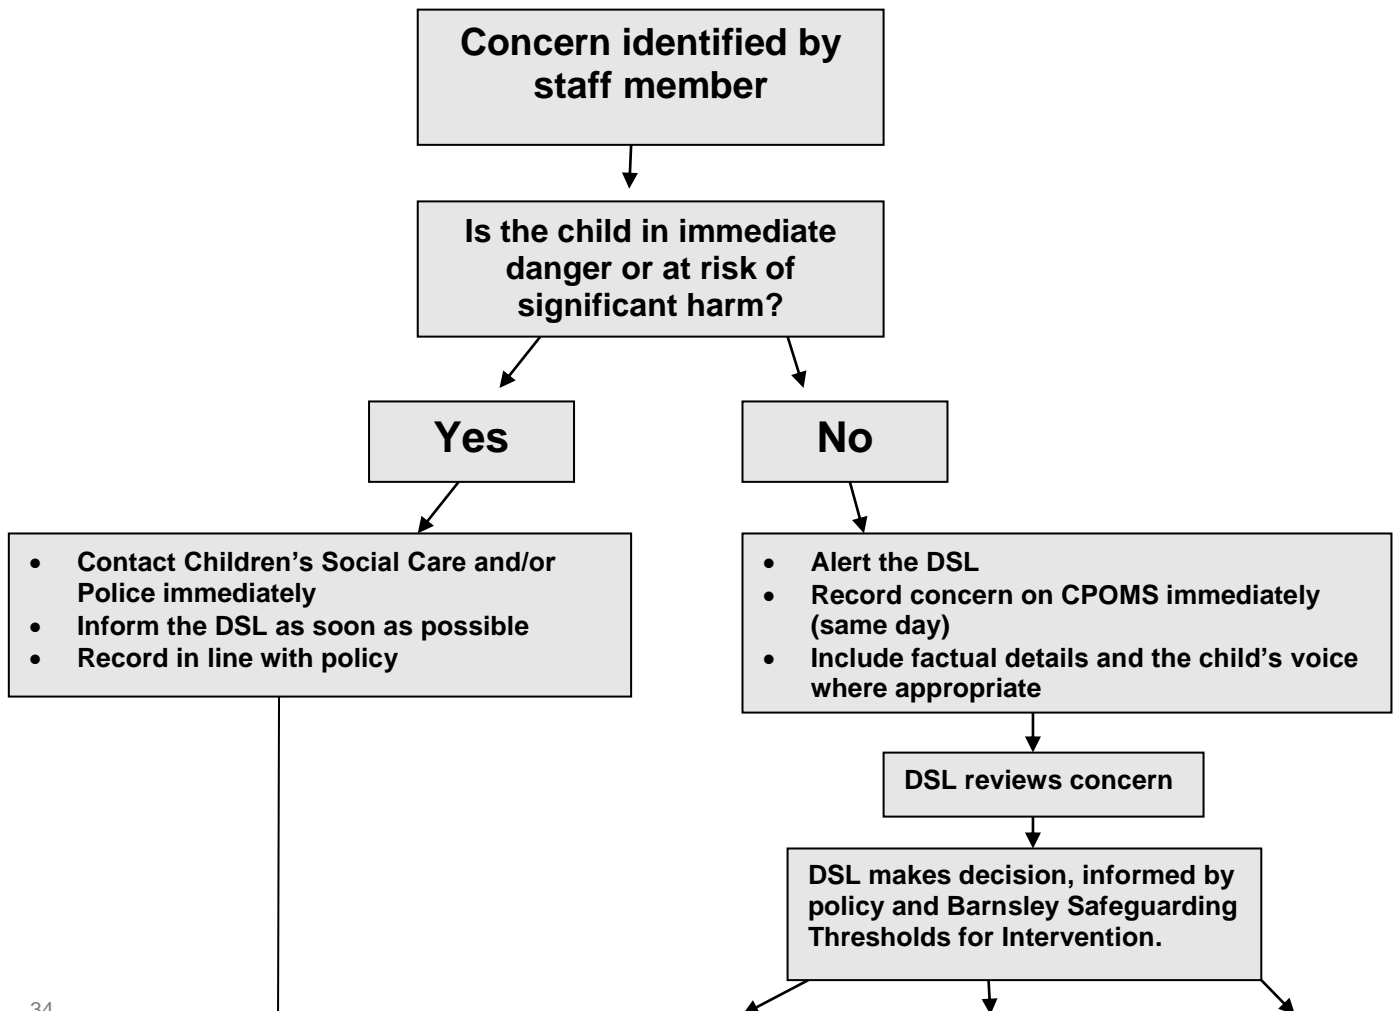 Concern identified by
staff member
Is the child in immediate
danger or at risk of
significant harm?
Yes
No
• Contact Children’s Social Care and/or
Police immediately
• Inform the DSL as soon as possible
• Record in line with policy
• Alert the DSL
• Record concern on CPOMS immediately
(same day)
• Include factual details and the child’s voice
where appropriate
DSL reviews concern
DSL makes decision, informed by
policy and Barnsley Safeguarding
Thresholds for Intervention.
34